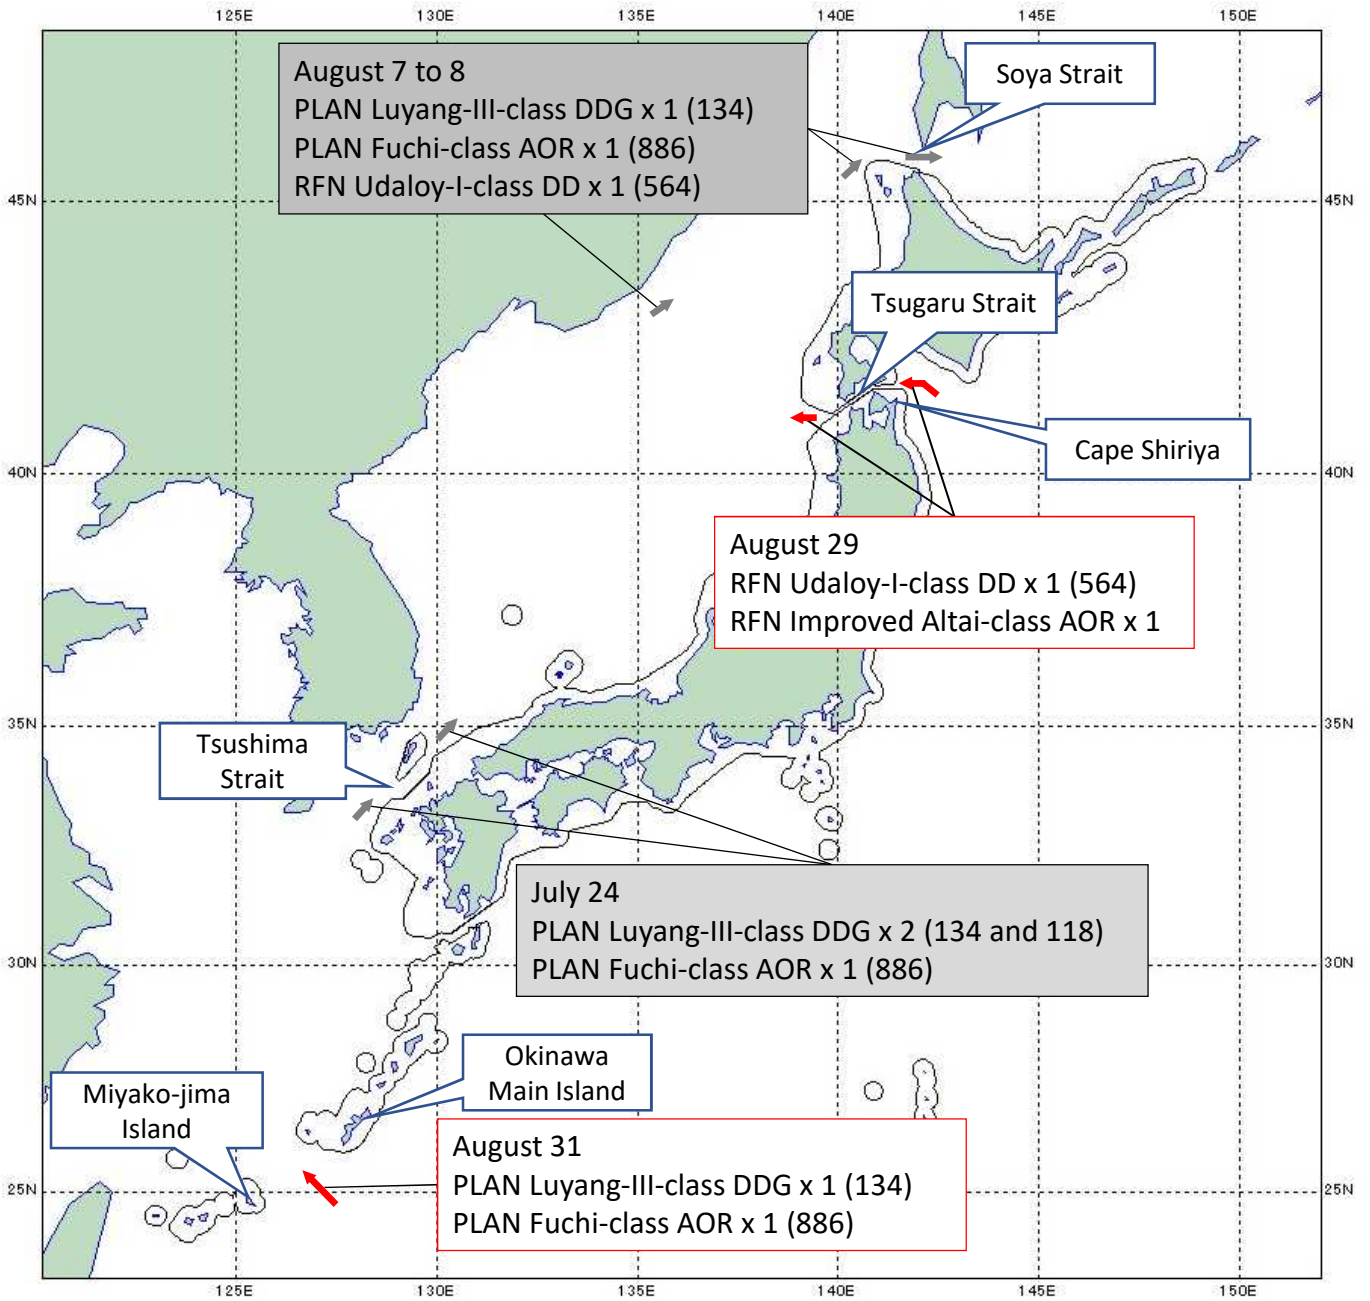 125E 130E 135E 140E 145E 150E
August 7 to 8
PLAN Luyang-III-class DDG x 1 (134)
PLAN Fuchi-class AOR x 1 (886)
RFN Udaloy-I-class DD x 1 (564)
Soya Strait
45N 45N
Tsugaru Strait
Cape Shiriya
40N 40N
August 29
RFN Udaloy-I-class DD x 1 (564)
RFN Improved Altai-class AOR x 1
35N 35N
Tsushima
Strait
July 24
PLAN Luyang-III-class DDG x 2 (134 and 118)
PLAN Fuchi-class AOR x 1 (886)
30N 30N
Okinawa
Main Island
Miyako-jima
Island
August 31
PLAN Luyang-III-class DDG x 1 (134)
PLAN Fuchi-class AOR x 1 (886)
25N 25N
125E 130E 135E 140E 145E 150E